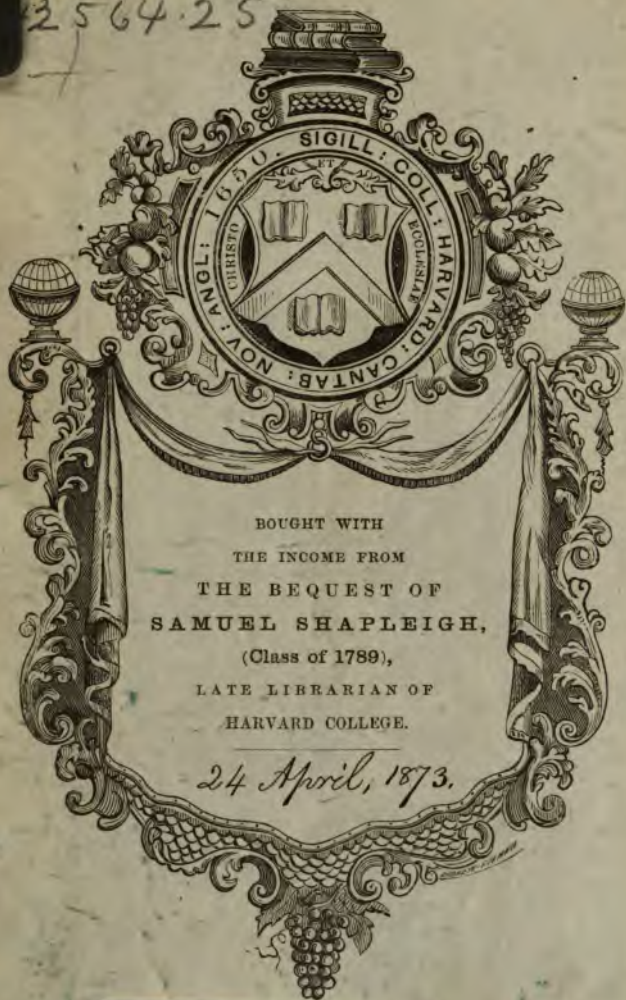 2564.25
SIGILL: COLL: HARVARD: CANTAB: NOV: ANGL: 1650.
CHRISTO
ET
ECCLESIAE
BOUGHT WITH
THE INCOME FROM
THE BEQUEST OF
SAMUEL SHAPLEIGH,
(Class of 1789),
LATE LIBRARIAN OF
HARVARD COLLEGE.
24 April, 1873.